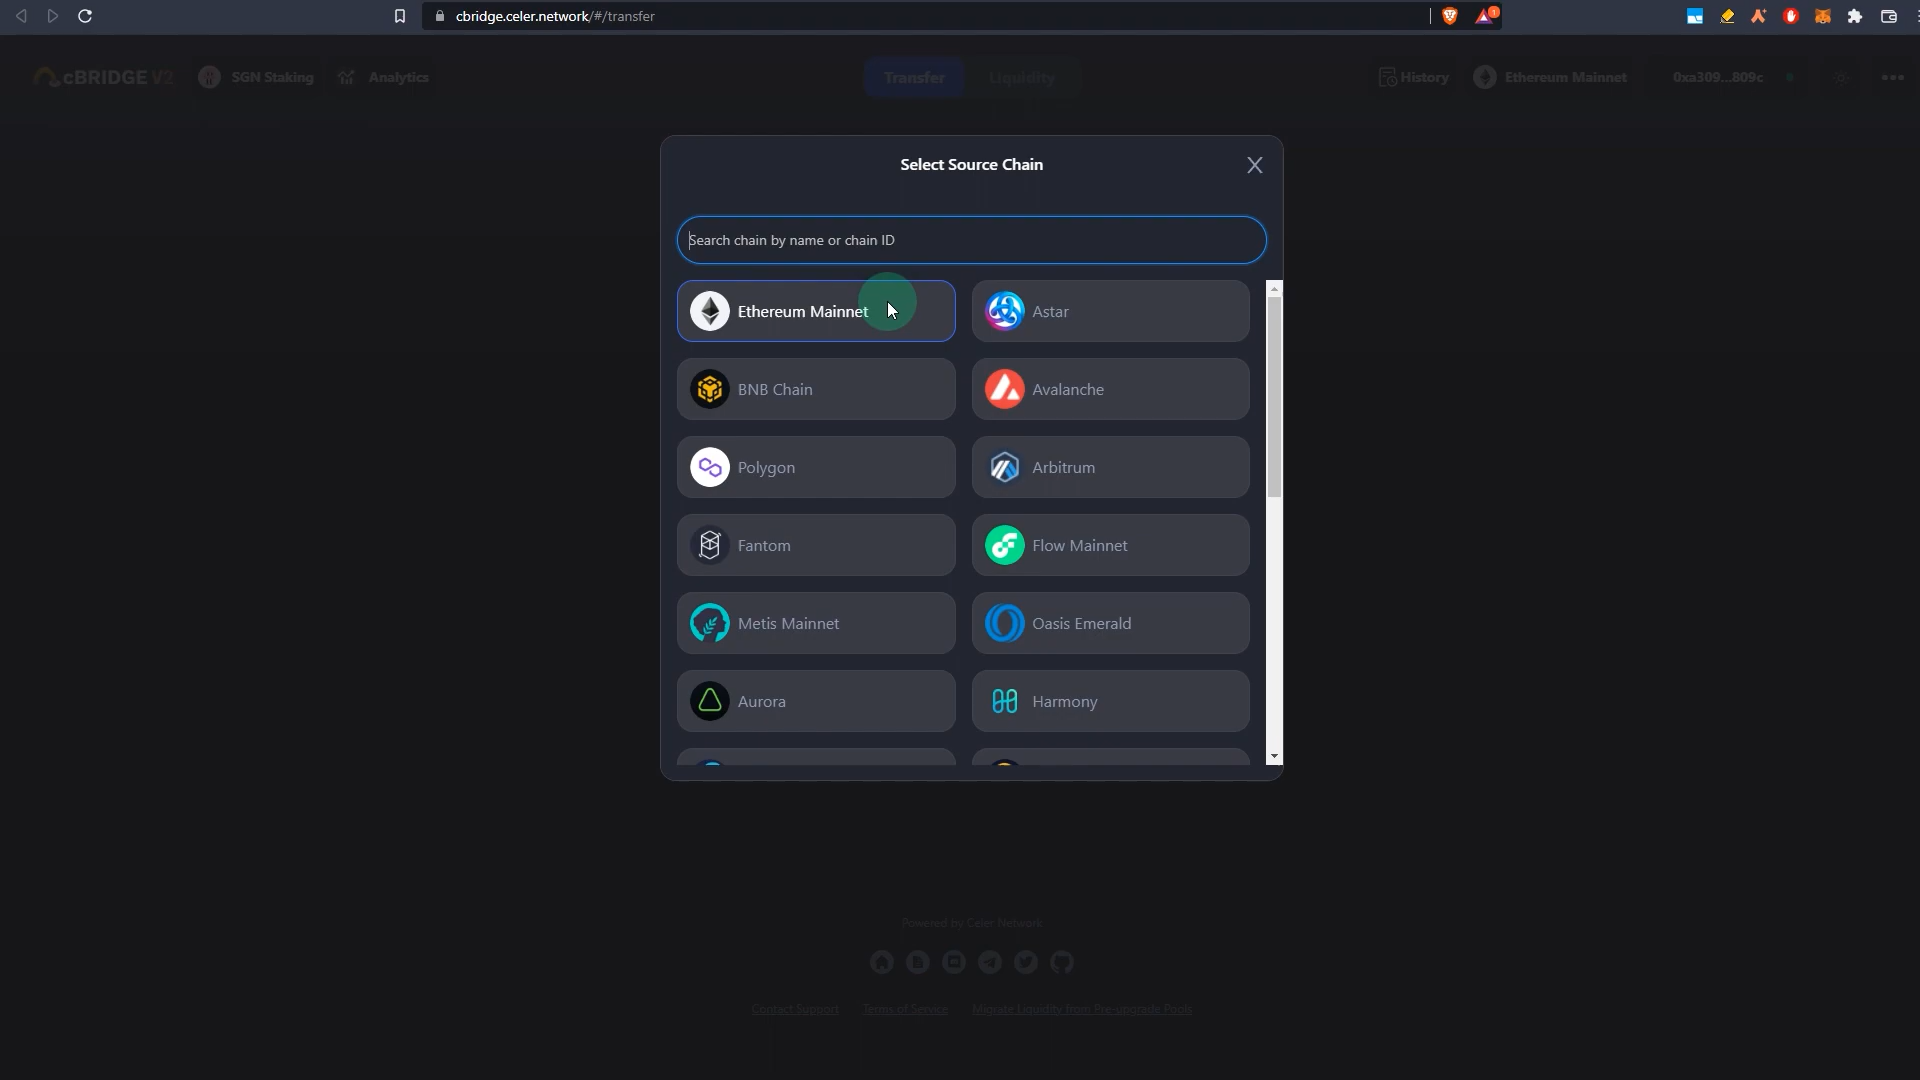 cbridge.celer.network/#/transfer
1
cBRIDGE V2
SGN Staking
Analytics
Transfer
Liquidity
History
Ethereum Mainnet
0xa309...809c
Select Source Chain
X
Search chain by name or chain ID
Ethereum Mainnet
Astar
BNB Chain
Avalanche
Polygon
Arbitrum
Fantom
Flow Mainnet
Metis Mainnet
Oasis Emerald
Aurora
Harmony
Powered by Celer Network
Contact Support
Terms of Service
Migrate Liquidity from Pre-upgrade Pools